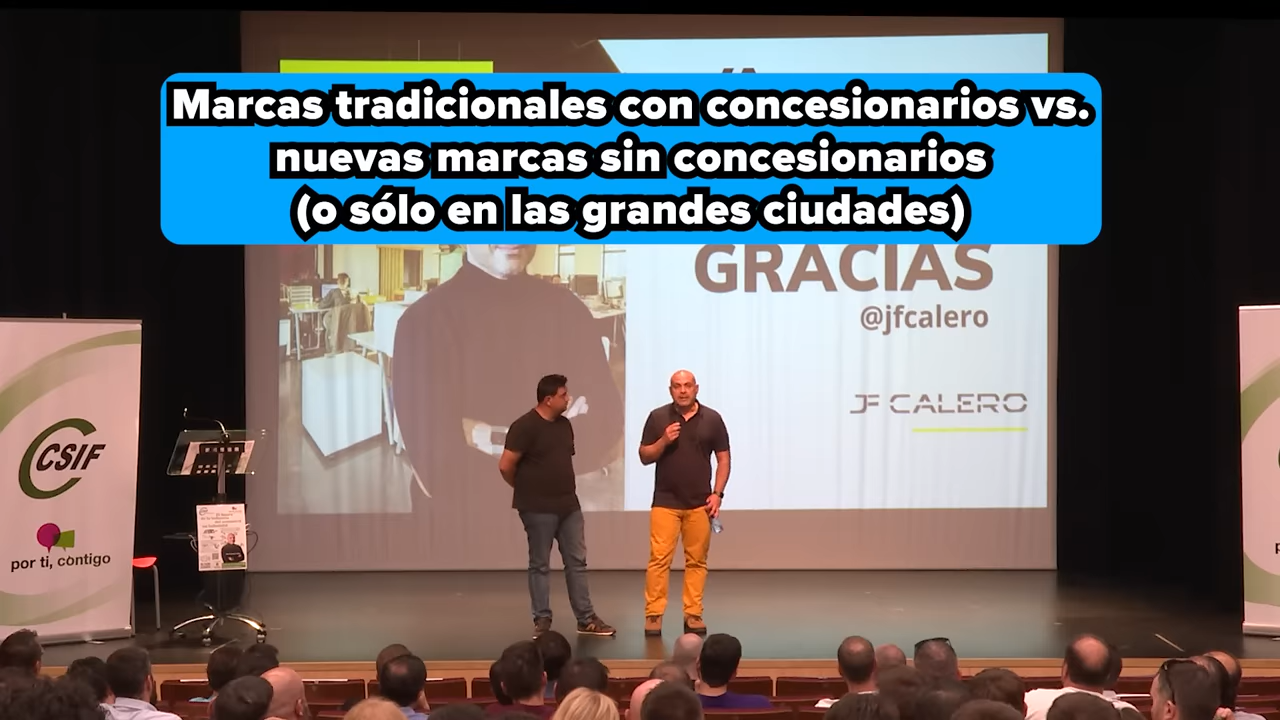 Marcas tradicionales con concesionarios vs.
nuevas marcas sin concesionarios
(o sólo en las grandes ciudades)
GRACIAS
@jfcalero
JF CALERO
CSIF
por ti, contigo